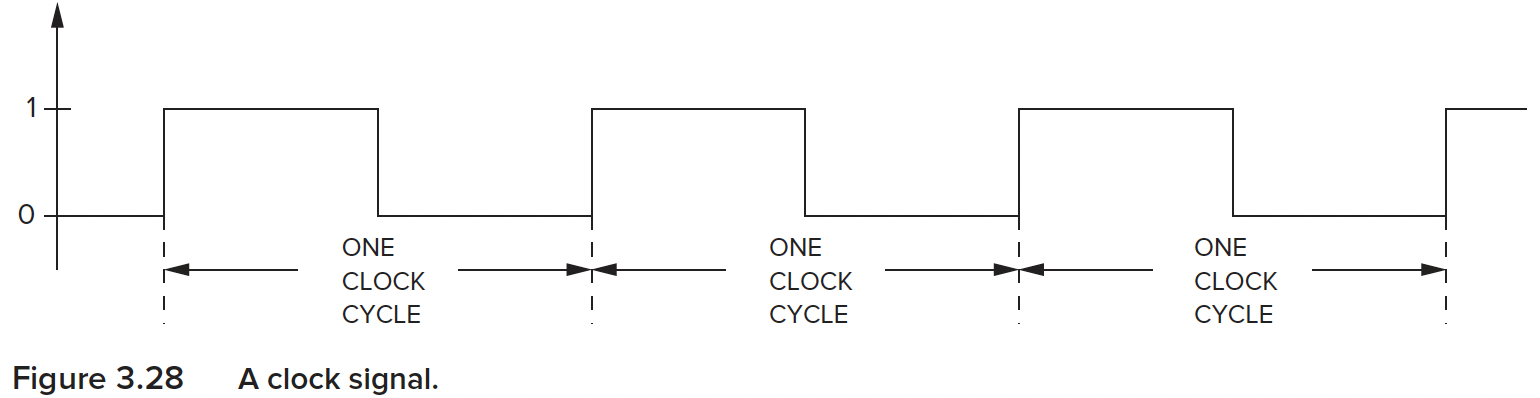 1
0
ONE
CLOCK
CYCLE
ONE
CLOCK
CYCLE
ONE
CLOCK
CYCLE
Figure 3.28 A clock signal.